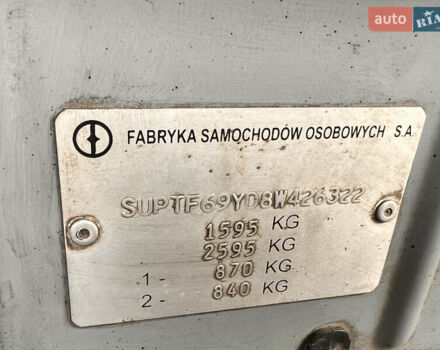 auto RIA
FABRYKA SAMOCHODÓW OSOBOWYCH S.A.
SUPTF69YD8W426322
1595 KG
2595 KG
1- 870 KG
2- 840 KG